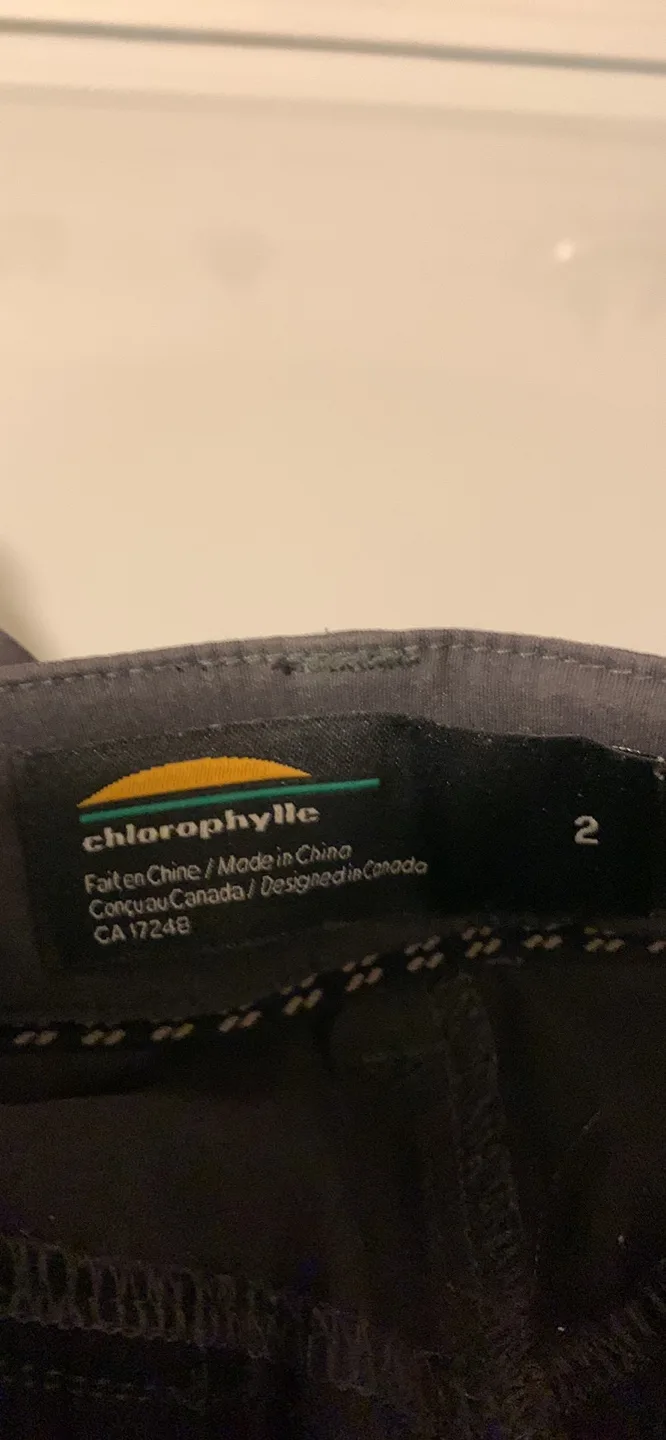 chlorophylle
Fait en Chine / Made in China
Conçu au Canada / Designed in Canada
CA 17248
2